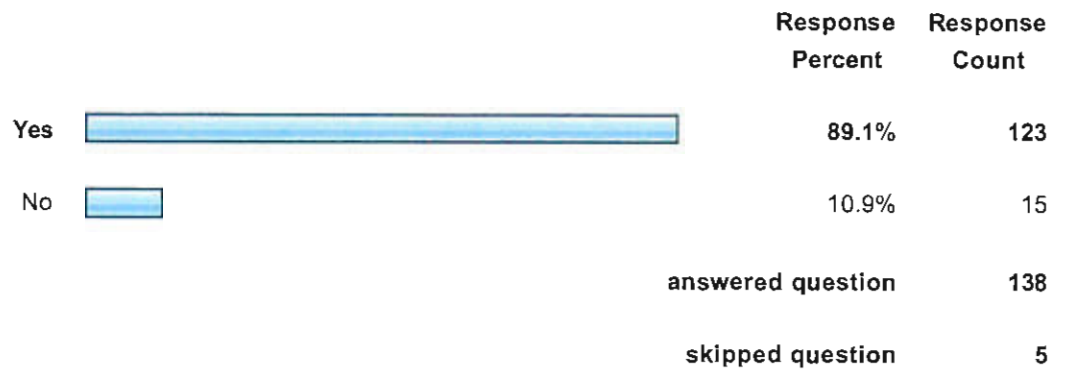 Response Response
Percent Count
Yes 89.1% 123
No 10.9% 15
answered question 138
skipped question 5